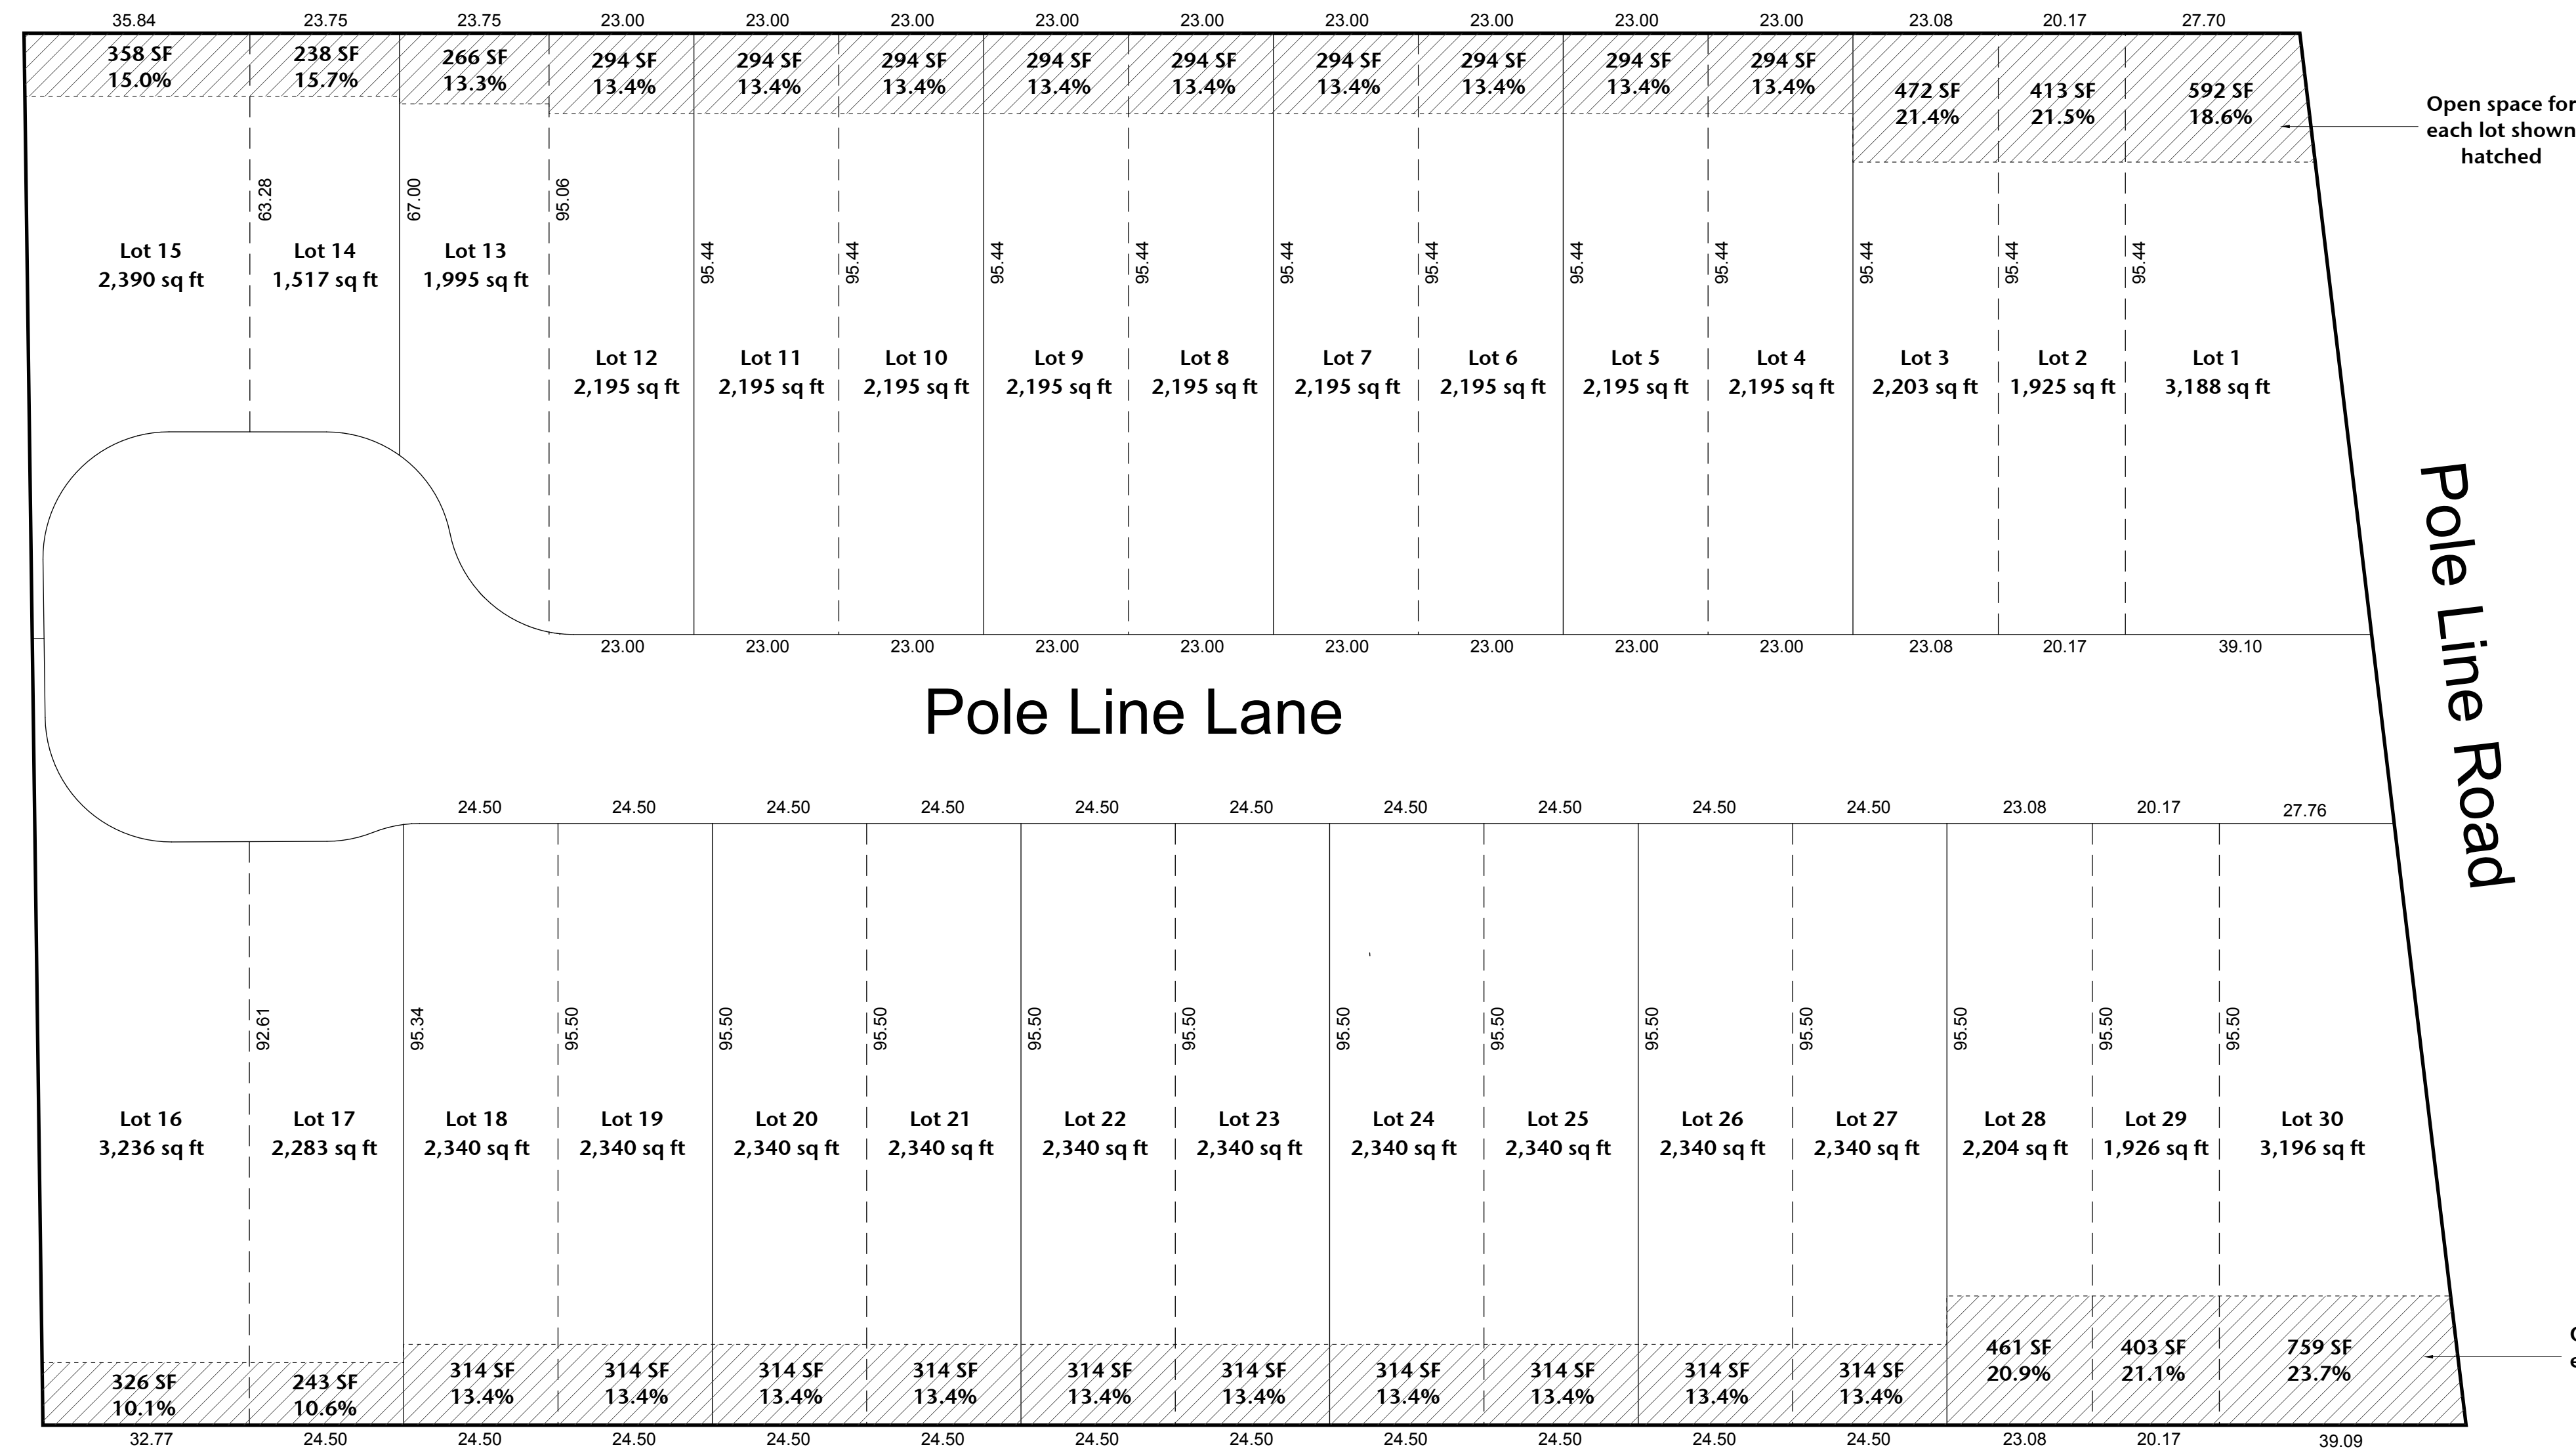 35.84 23.75 23.75 23.00 23.00 23.00 23.00 23.00 23.00 23.00 23.00 23.00 23.08 20.17 27.70
358 SF 238 SF 266 SF 294 SF 294 SF 294 SF 294 SF 294 SF 294 SF 294 SF 294 SF 294 SF 472 SF 413 SF 592 SF
15.0% 15.7% 13.3% 13.4% 13.4% 13.4% 13.4% 13.4% 13.4% 13.4% 13.4% 13.4% 21.4% 21.5% 18.6%
Open space for
each lot shown
hatched
63.28 67.00 95.06 95.44 95.44 95.44 95.44 95.44 95.44 95.44 95.44 95.44 95.44 95.44
Lot 15 Lot 14 Lot 13
2,390 sq ft 1,517 sq ft 1,995 sq ft
Lot 12 Lot 11 Lot 10 Lot 9 Lot 8 Lot 7 Lot 6 Lot 5 Lot 4 Lot 3 Lot 2 Lot 1
2,195 sq ft 2,195 sq ft 2,195 sq ft 2,195 sq ft 2,195 sq ft 2,195 sq ft 2,195 sq ft 2,195 sq ft 2,195 sq ft 2,203 sq ft 1,925 sq ft 3,188 sq ft
23.00 23.00 23.00 23.00 23.00 23.00 23.00 23.00 23.00 23.08 20.17 39.10
Pole Line Lane
Pole Line Road
24.50 24.50 24.50 24.50 24.50 24.50 24.50 24.50 24.50 24.50 23.08 20.17 27.76
92.61 95.34 95.50 95.50 95.50 95.50 95.50 95.50 95.50 95.50 95.50 95.50 95.50 95.50
Lot 16 Lot 17 Lot 18 Lot 19 Lot 20 Lot 21 Lot 22 Lot 23 Lot 24 Lot 25 Lot 26 Lot 27 Lot 28 Lot 29 Lot 30
3,236 sq ft 2,283 sq ft 2,340 sq ft 2,340 sq ft 2,340 sq ft 2,340 sq ft 2,340 sq ft 2,340 sq ft 2,340 sq ft 2,340 sq ft 2,340 sq ft 2,340 sq ft 2,204 sq ft 1,926 sq ft 3,196 sq ft
326 SF 243 SF 314 SF 314 SF 314 SF 314 SF 314 SF 314 SF 314 SF 314 SF 314 SF 314 SF 461 SF 403 SF 759 SF
10.1% 10.6% 13.4% 13.4% 13.4% 13.4% 13.4% 13.4% 13.4% 13.4% 13.4% 13.4% 20.9% 21.1% 23.7%
32.77 24.50 24.50 24.50 24.50 24.50 24.50 24.50 24.50 24.50 24.50 24.50 23.08 20.17 39.09